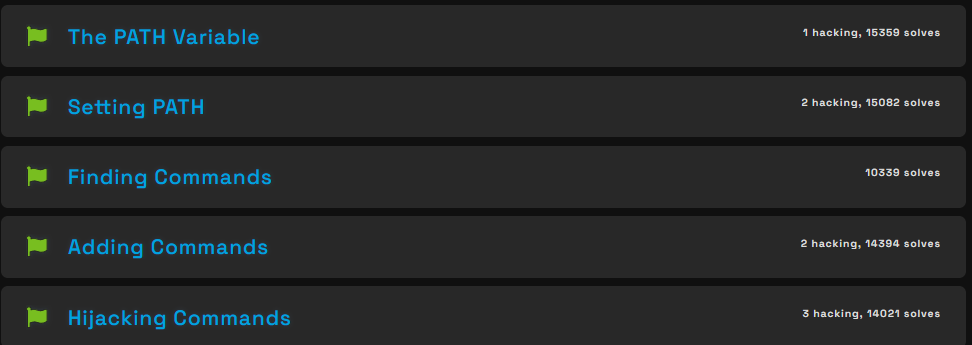 The PATH Variable
1 hacking, 15359 solves
Setting PATH
2 hacking, 15082 solves
Finding Commands
10339 solves
Adding Commands
2 hacking, 14394 solves
Hijacking Commands
3 hacking, 14021 solves